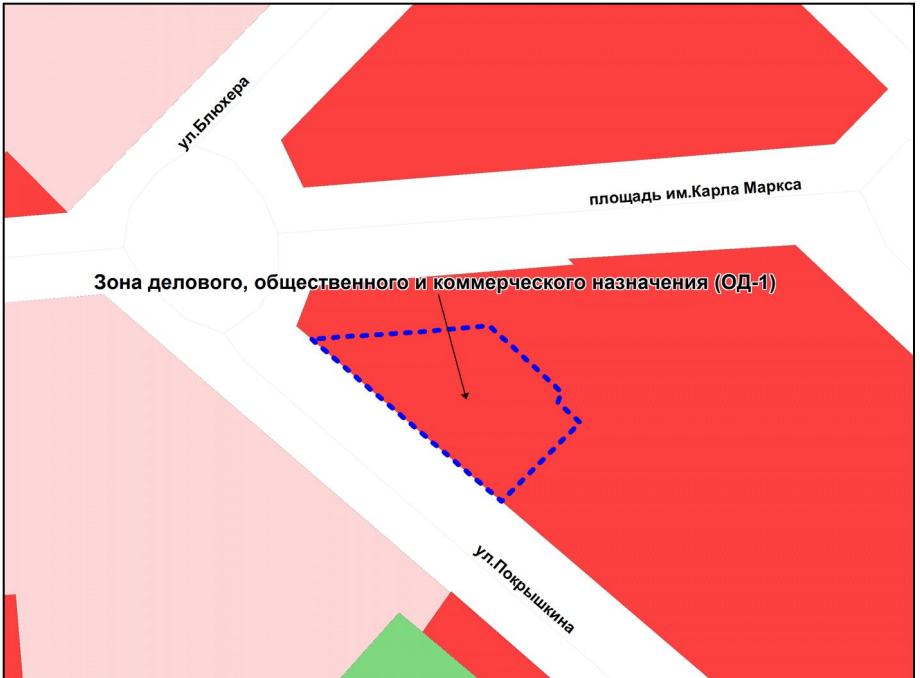 ул.Блюхера
площадь им.Карла Маркса
Зона делового, общественного и коммерческого назначения (ОД-1)
ул.Покрышкина